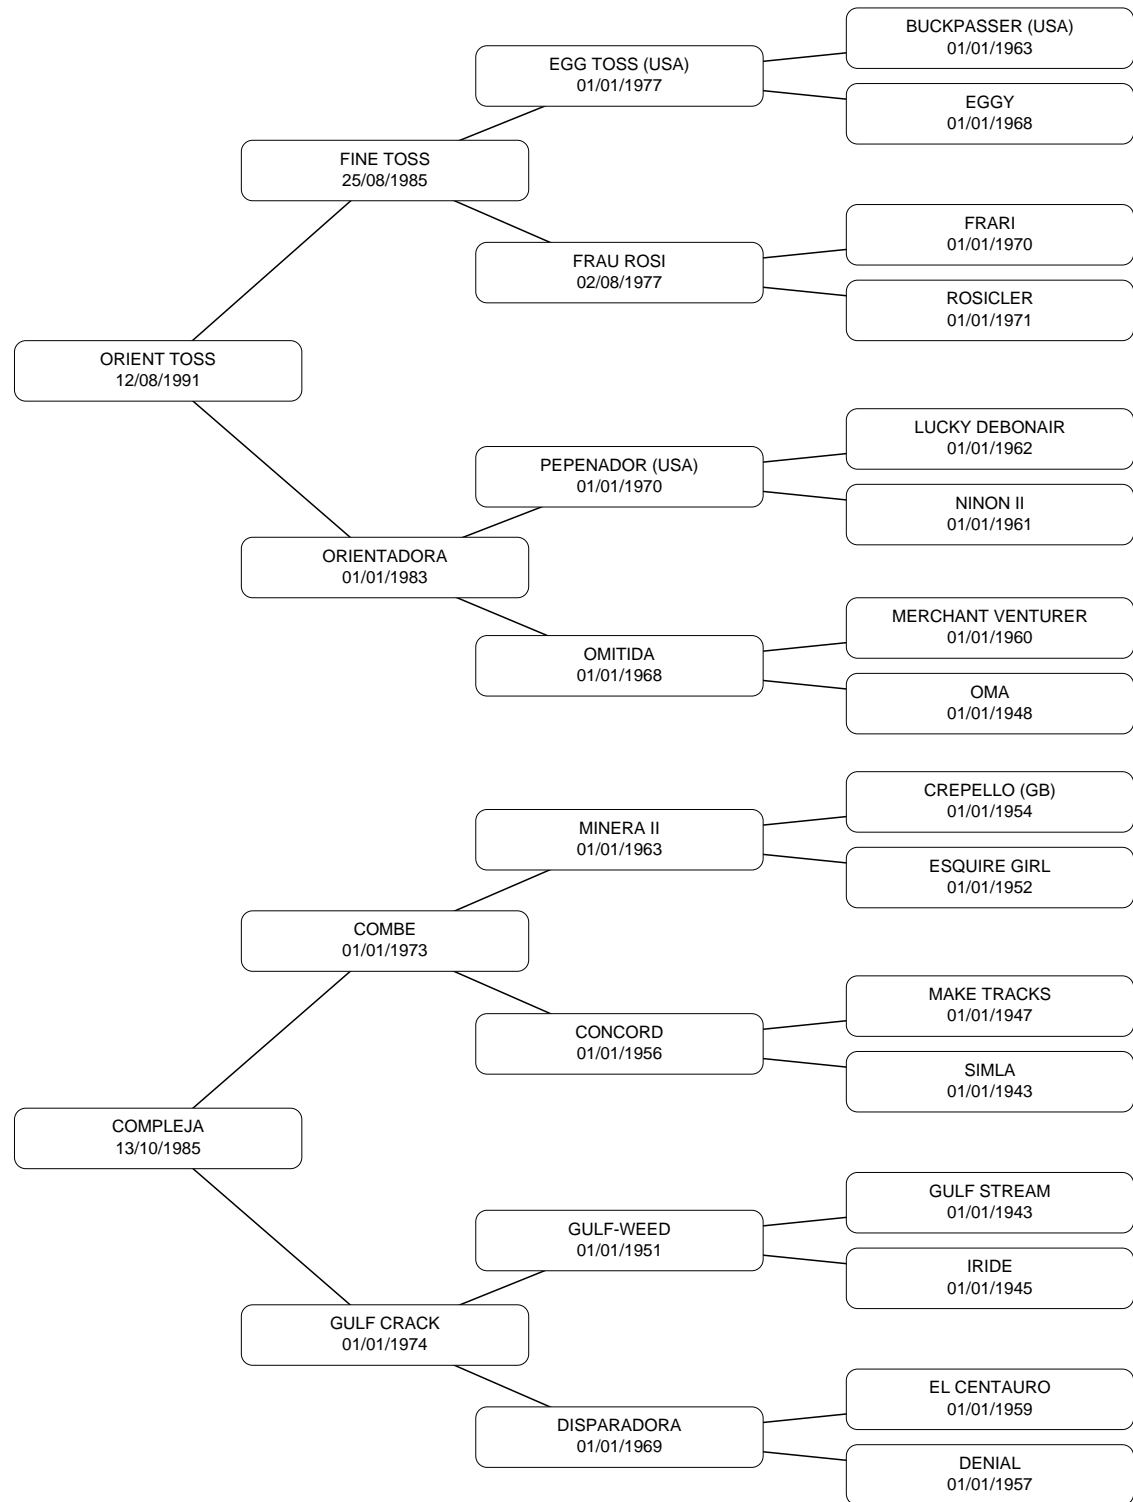 BUCKPASSER (USA)
01/01/1963
EGG TOSS (USA)
01/01/1977
EGGY
01/01/1968
FINE TOSS
25/08/1985
FRARI
01/01/1970
FRAU ROSI
02/08/1977
ROSICLER
01/01/1971
ORIENT TOSS
12/08/1991
LUCKY DEBONAIR
01/01/1962
PEPENADOR (USA)
01/01/1970
NINON II
01/01/1961
ORIENTADORA
01/01/1983
MERCHANT VENTURER
01/01/1960
OMITIDA
01/01/1968
OMA
01/01/1948
CREPELLO (GB)
01/01/1954
MINERA II
01/01/1963
ESQUIRE GIRL
01/01/1952
COMBE
01/01/1973
MAKE TRACKS
01/01/1947
CONCORD
01/01/1956
SIMLA
01/01/1943
COMPLEJA
13/10/1985
GULF STREAM
01/01/1943
GULF-WEED
01/01/1951
IRIDE
01/01/1945
GULF CRACK
01/01/1974
EL CENTAURO
01/01/1959
DISPARADORA
01/01/1969
DENIAL
01/01/1957